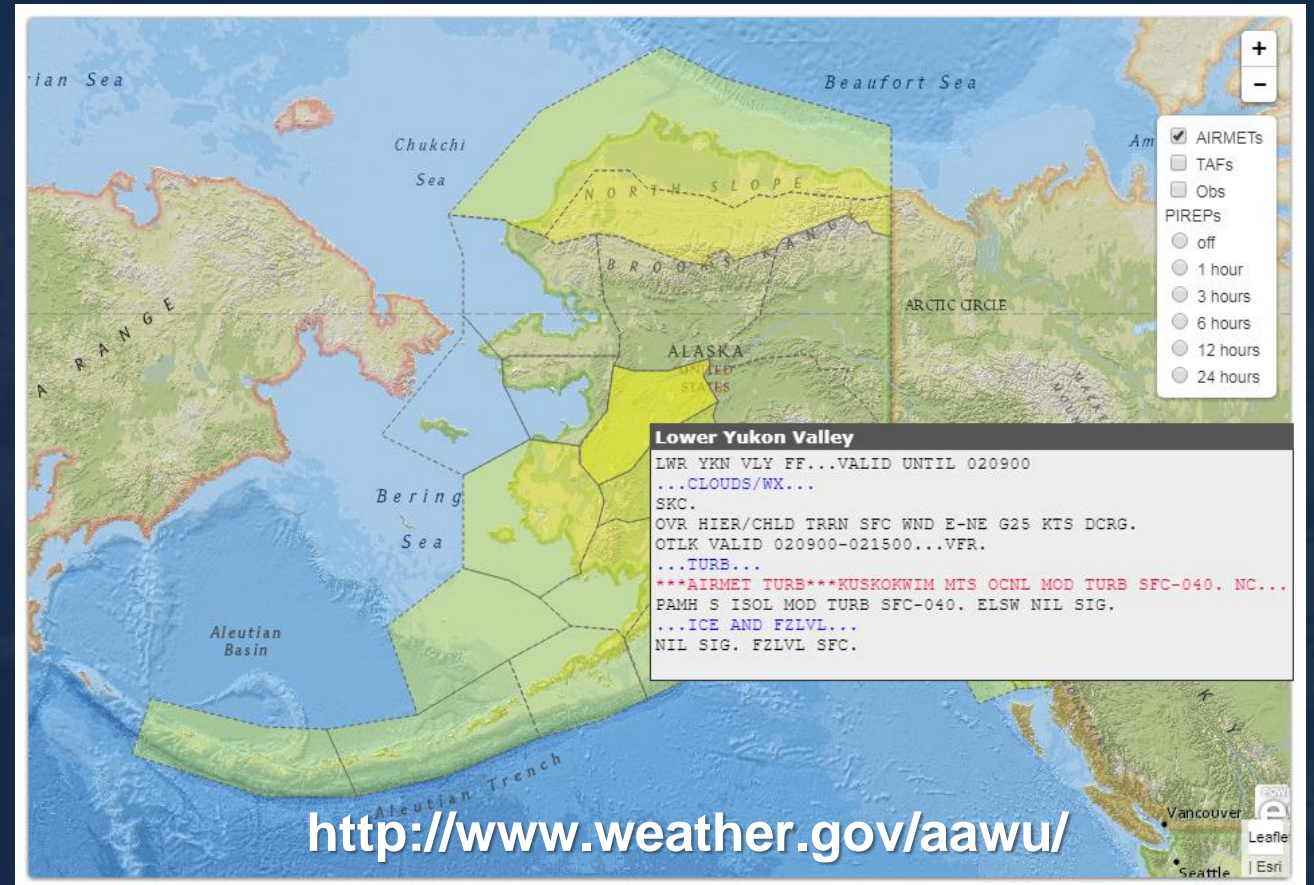 ian Sea
Beaufort Sea
Chukchi
Sea
NORTH SLOPE
BROOKS RANGE
A RANGE
ARCTIC CIRCLE
ALASKA
UNITED
STATES
Bering
Sea
Aleutian
Basin
Aleutian Trench
K Y
Vancouver
Seattle
+
−
Am
AIRMETs
TAFs
Obs
PIREPs
off
1 hour
3 hours
6 hours
12 hours
24 hours
Lower Yukon Valley
LWR YKN VLY FF...VALID UNTIL 020900
...CLOUDS/WX...
SKC.
OVR HIER/CHLD TRRN SFC WND E-NE G25 KTS DCRG.
OTLK VALID 020900-021500...VFR.
...TURB...
***AIRMET TURB***KUSKOKWIM MTS OCNL MOD TURB SFC-040. NC...
PAMH S ISOL MOD TURB SFC-040. ELSW NIL SIG.
...ICE AND FZLVL...
NIL SIG. FZLVL SFC.
http://www.weather.gov/aawu/
POWE
Leafle
| Esri